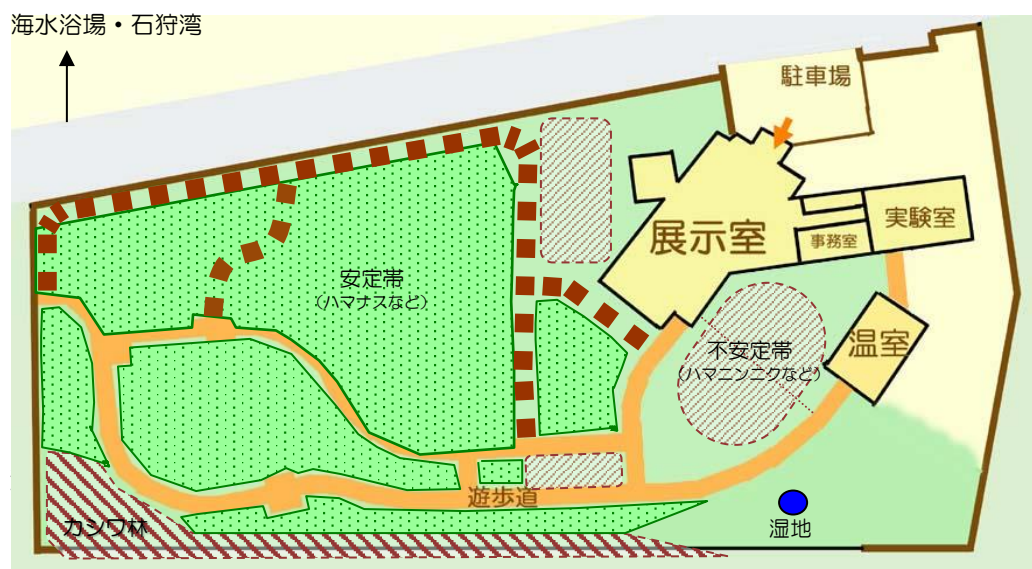 海水浴場・石狩湾
駐車場
展示室
事務室
実験室
安定帯
（ハマナスなど）
不安定帯
（ハマニンニクなど）
温室
遊歩道
カシワ林
湿地